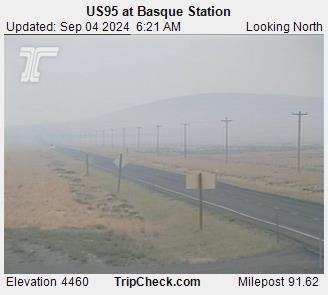 US95 at Basque Station
Updated: Sep 04 2024 6:21 AM Looking North
Elevation 4460 TripCheck.com Milepost 91.62